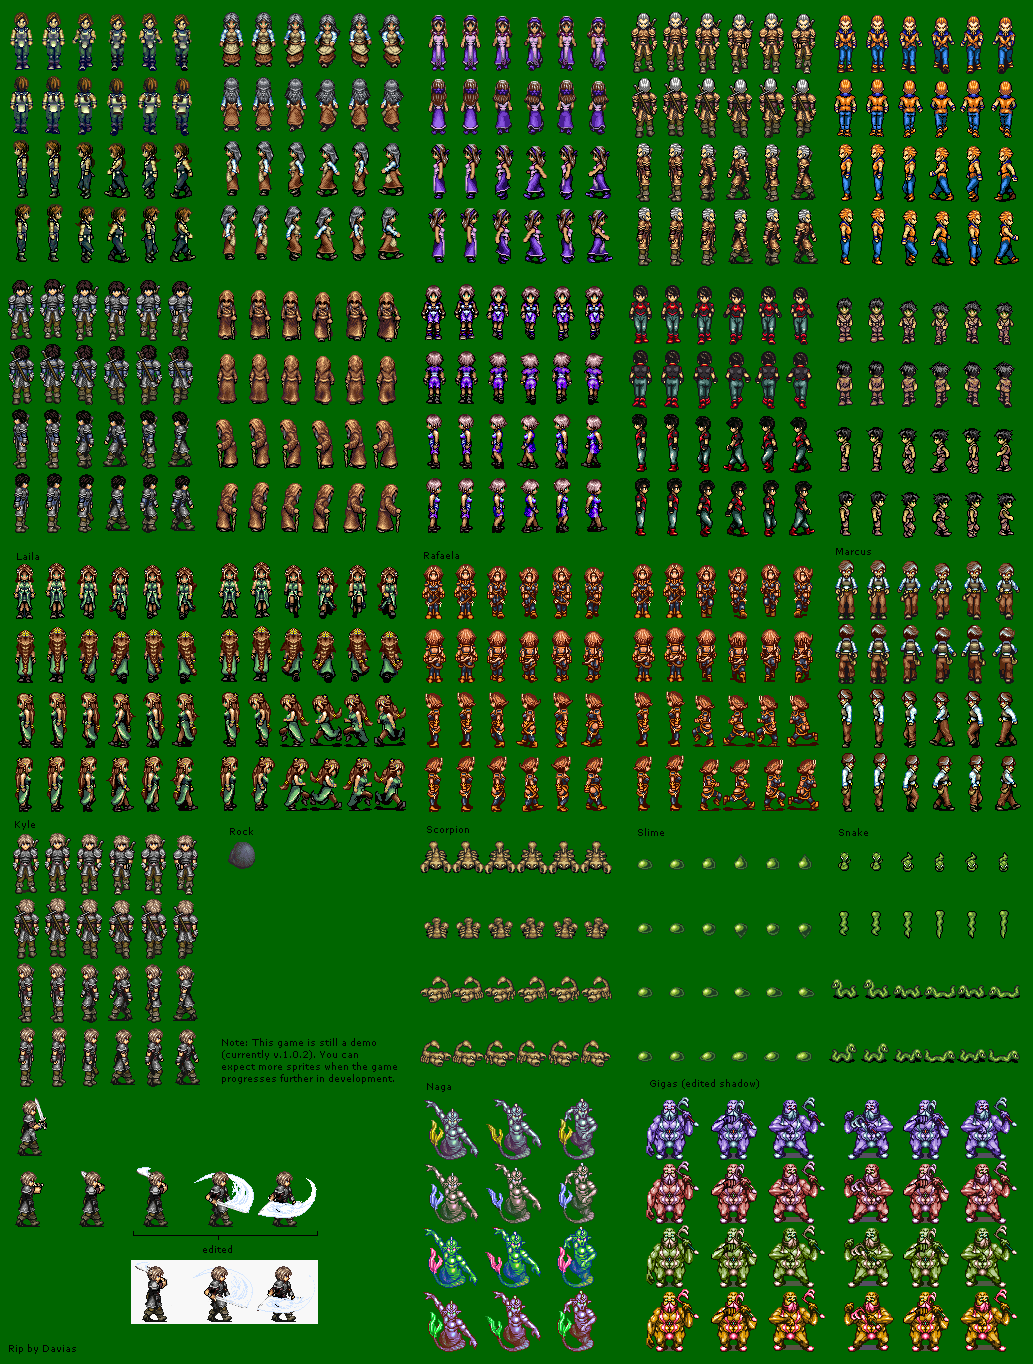 Laila
Rafaela
Marcus
Kyle
Rock
Scorpion
Slime
Snake
Note: This game is still a demo
(currently v.1.0.2). You can
expect more sprites when the game
progresses further in development.
Naga
Gigas (edited shadow)
edited
Rip by Davias